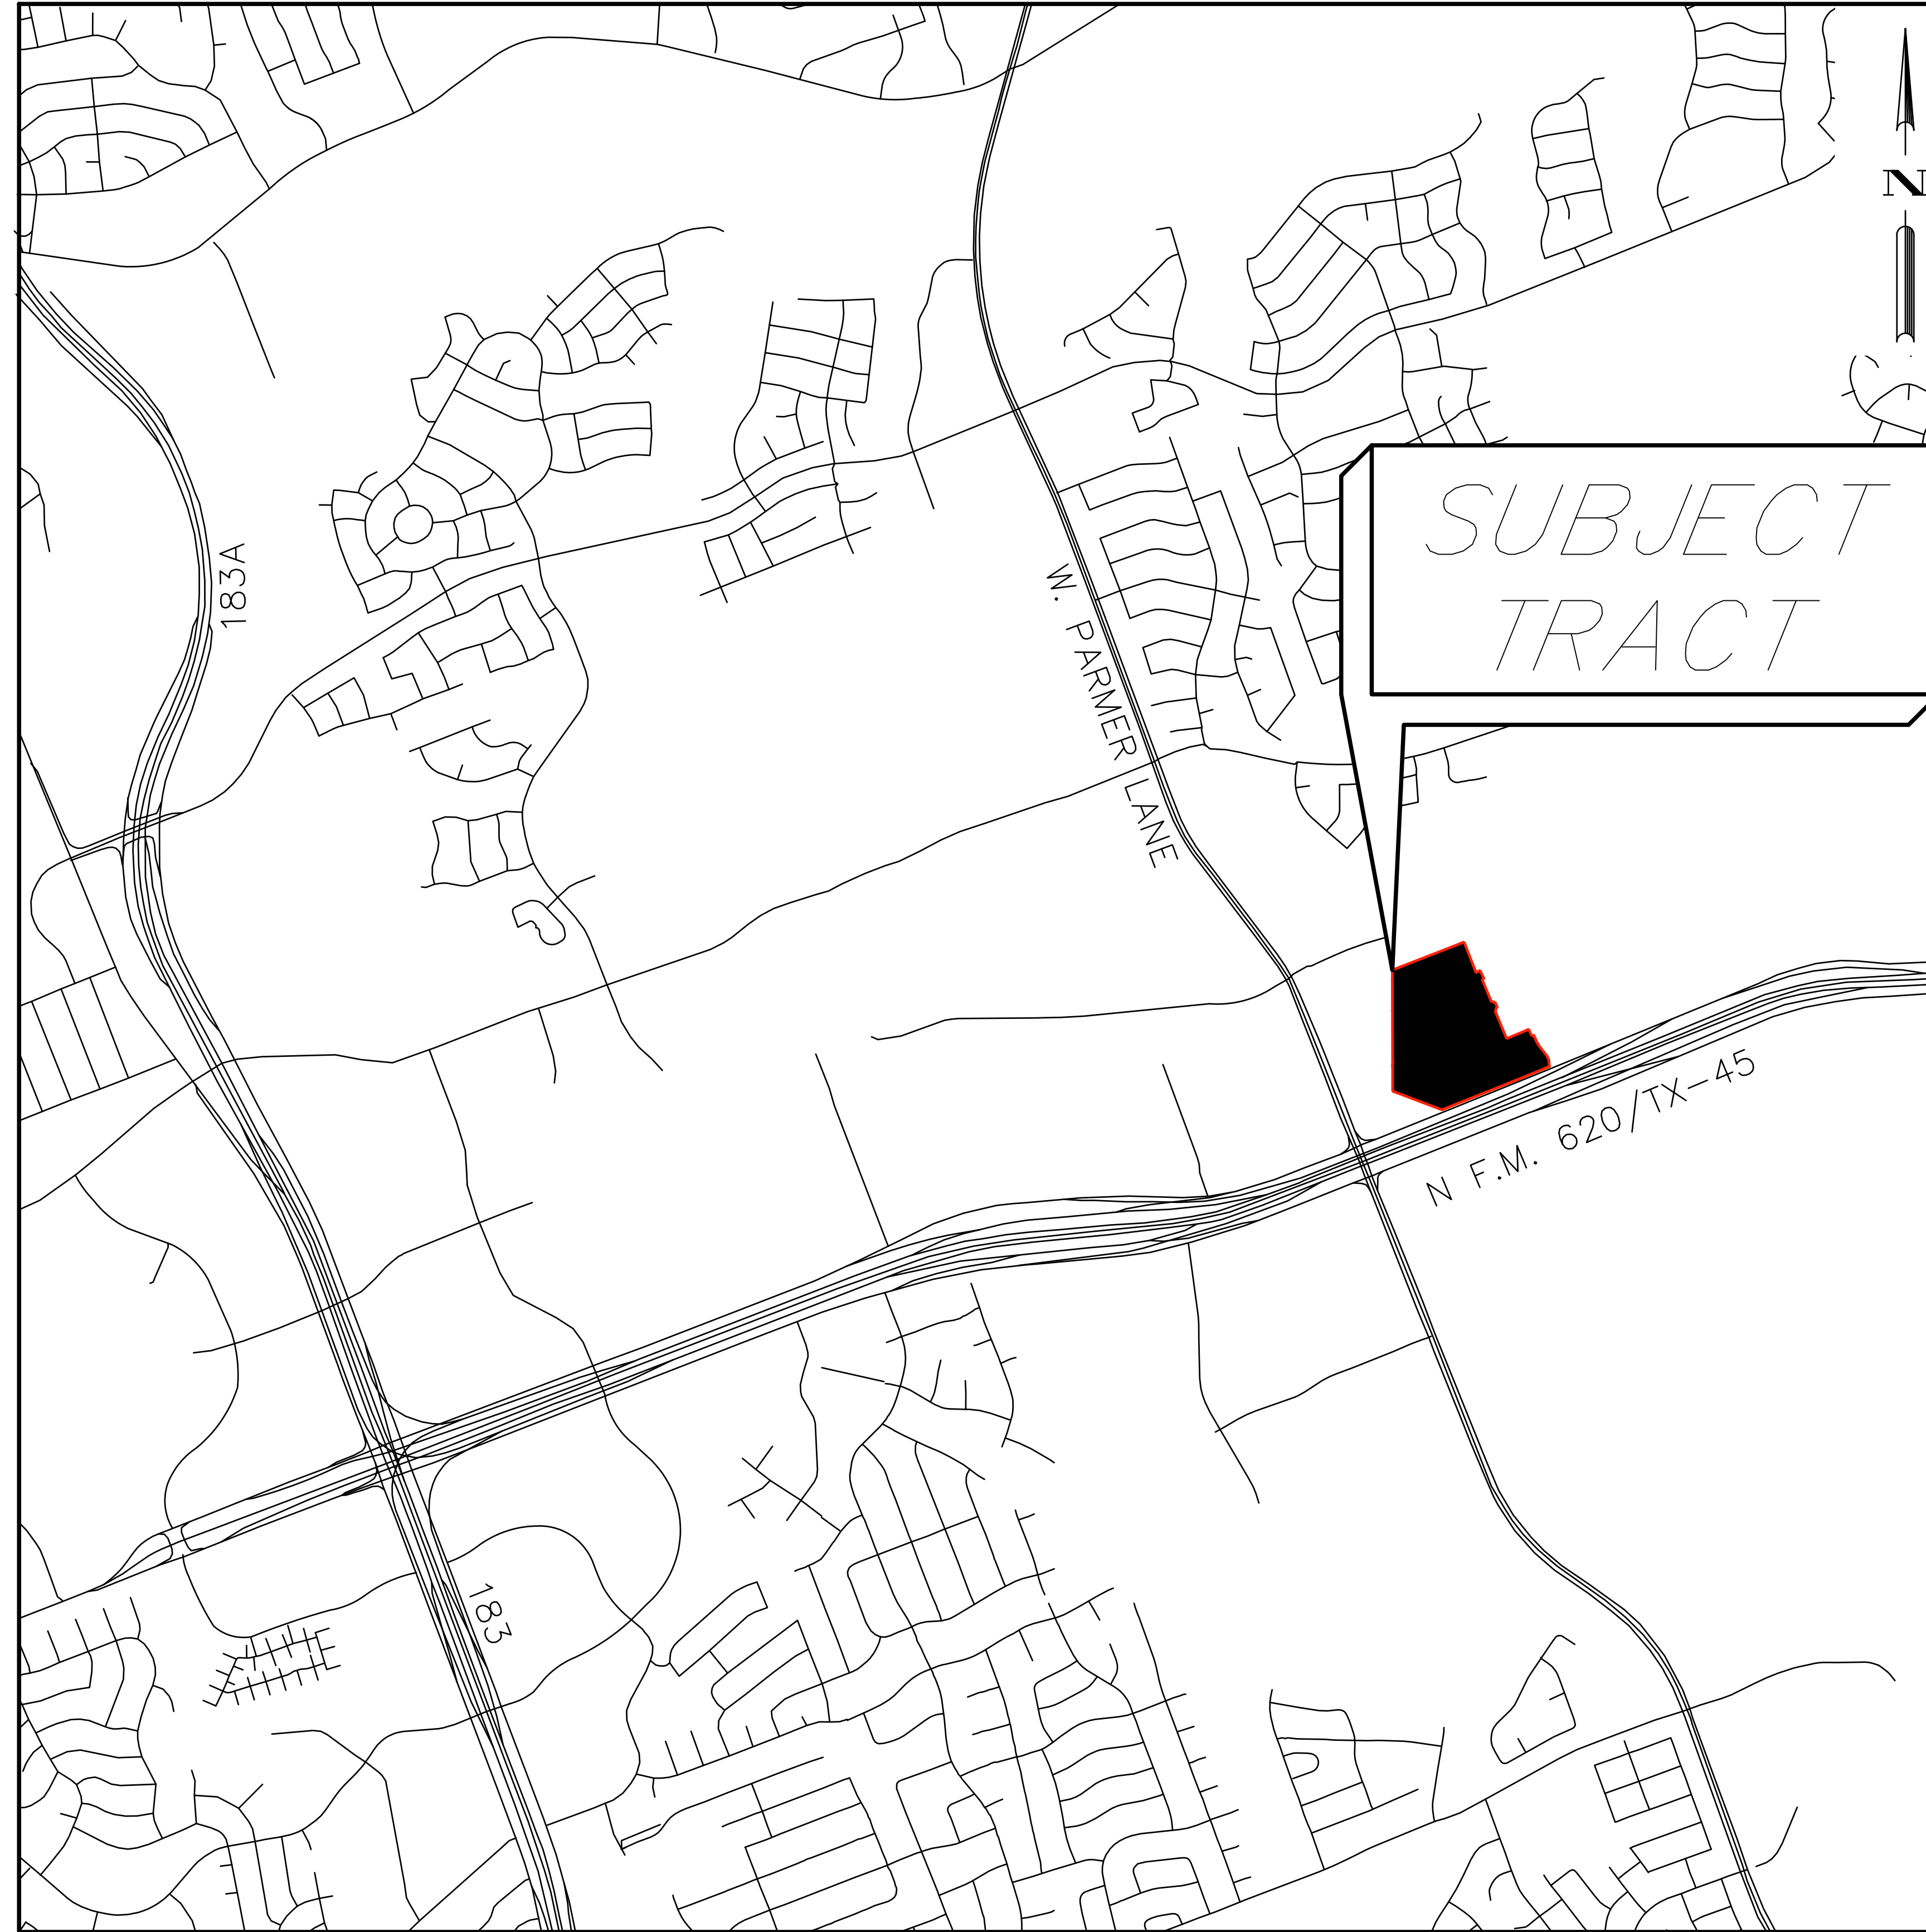 N
183A
SUBJECT
TRACT
W. PARMER LANE
N F.M. 620/TX-45
183